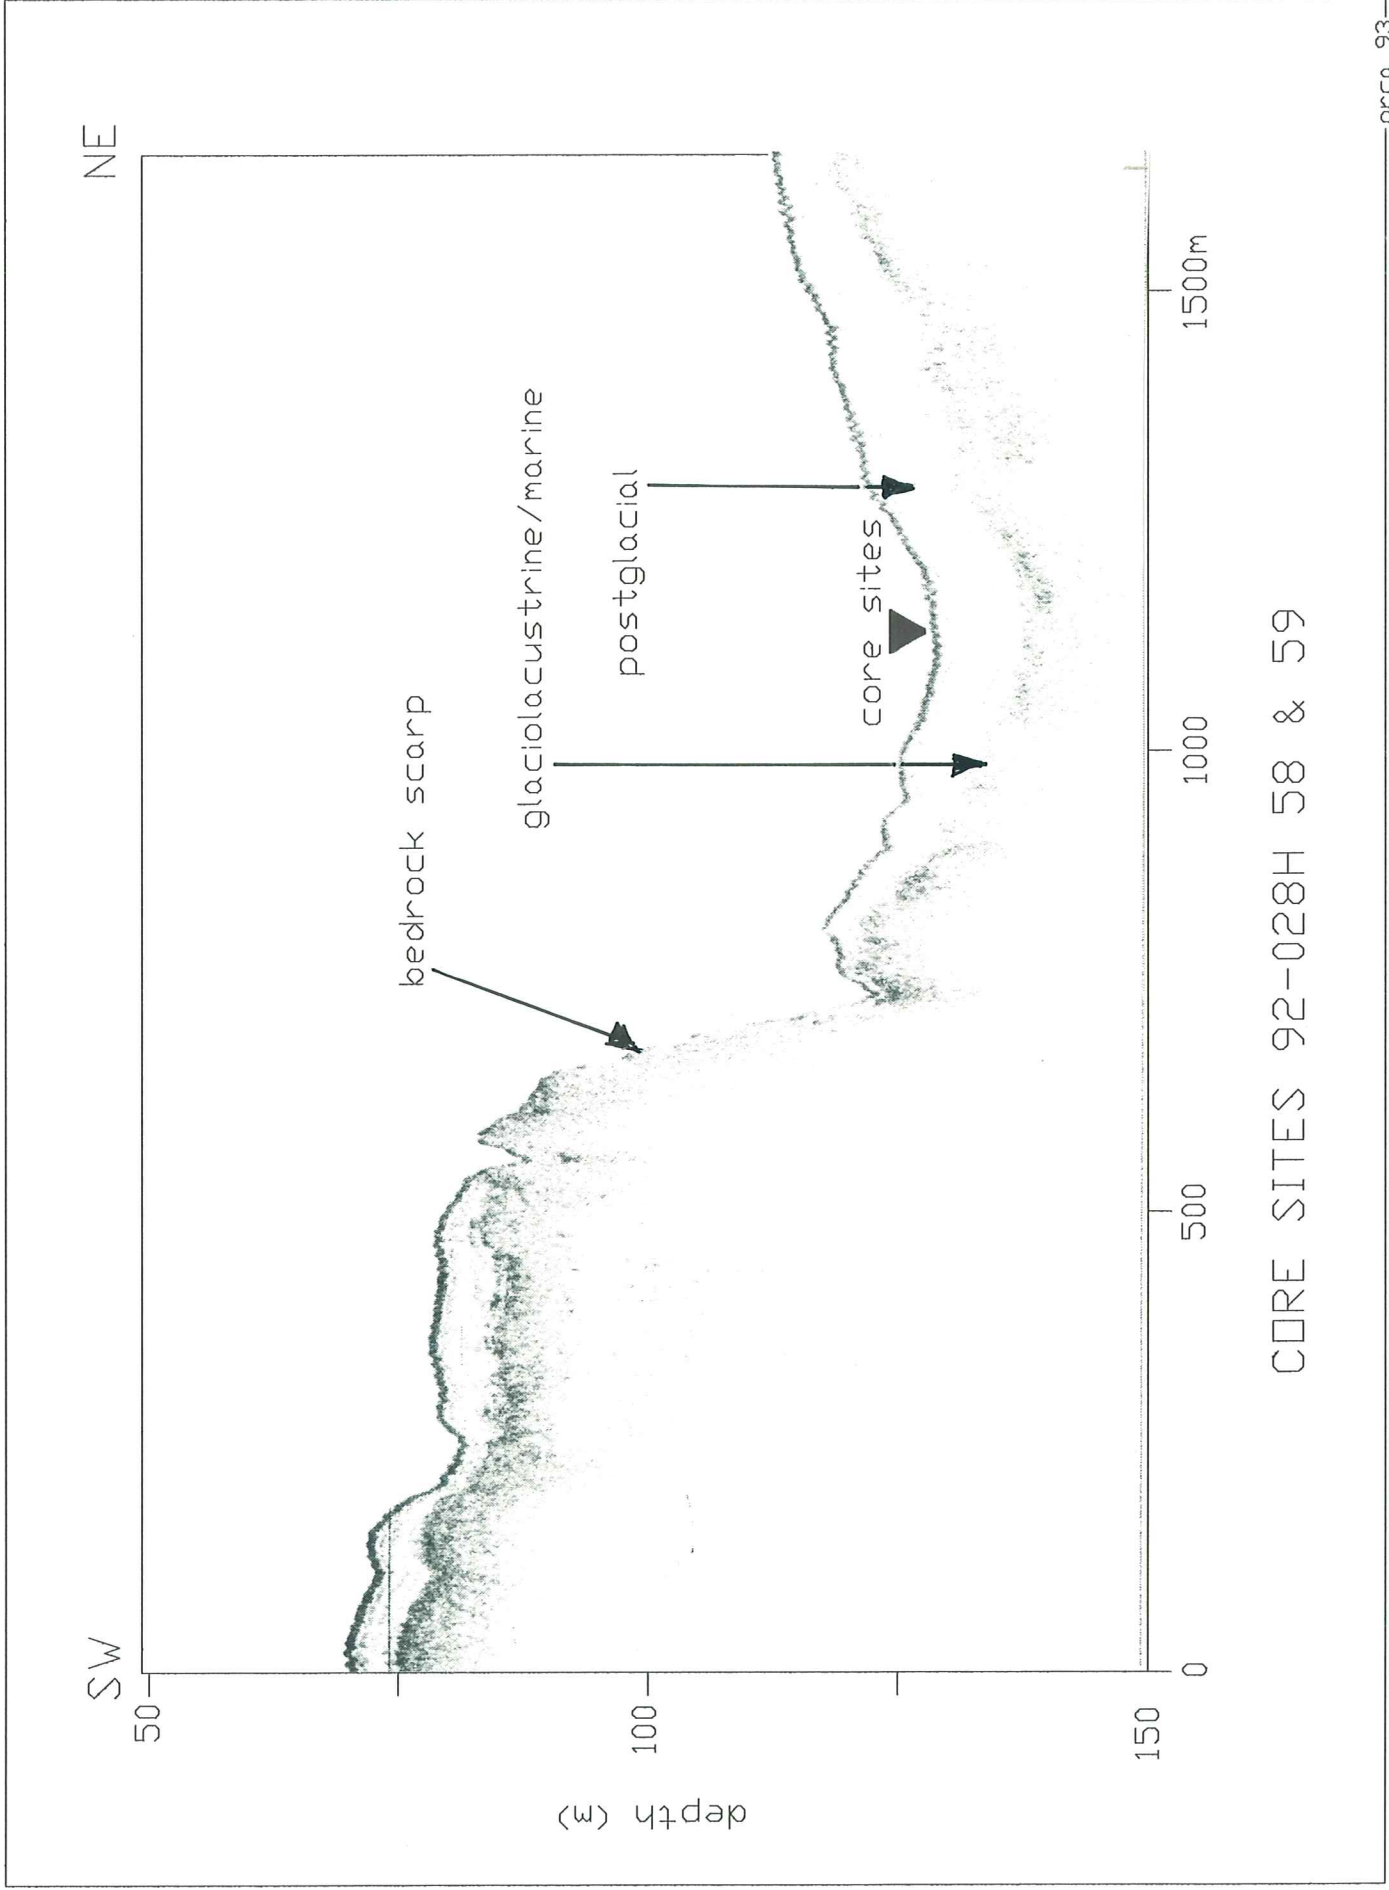 SW
NE
bedrock scarp
glaciolacustrine/marine
postglacial
core sites
50
100
150
depth (m)
0
500
1000
1500m
CORE SITES 92-028H 58 & 59